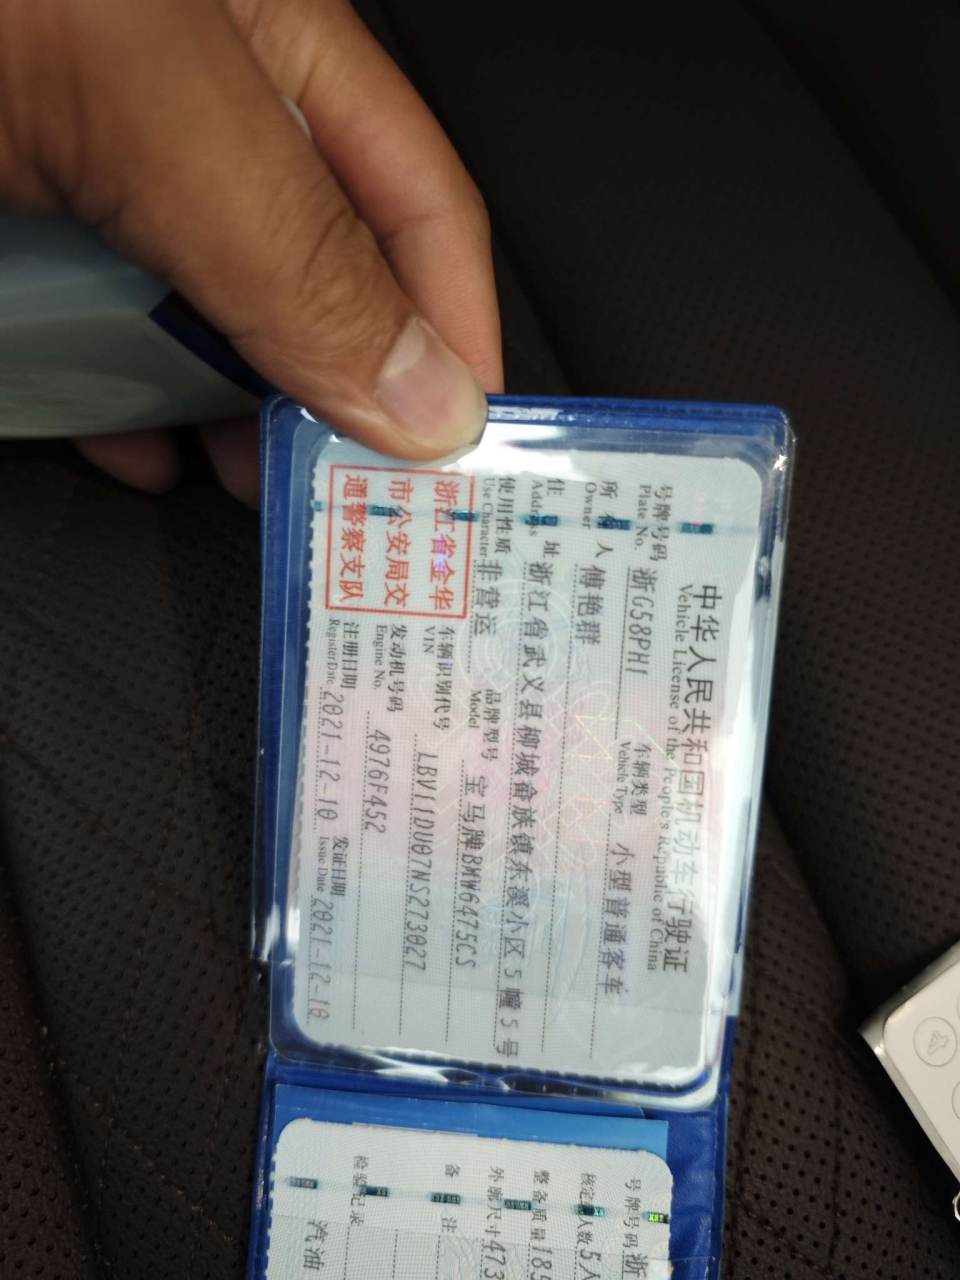 中华人民共和国机动车行驶证
Vehicle License of the People's Republic of China
号牌号码 浙G58PH1 车辆类型 小型普通客车
Plate No. Vehicle Type
所有人 傅艳群
Owner
住址 浙江省武义县柳城畲族镇东溪小区5幢5号
Address
使用性质 非营运 品牌型号 宝马牌BMW6475CS
Use Character Model
浙江省金华
市公安局交
通警察支队
车辆识别代号 LBV11DU07NS273027
VIN
发动机号码 4976F452
Engine No.
注册日期 2021-12-10 发证日期 2021-12-10
Register Date Issue Date
号牌号码 浙
核定载人数 5人
整备质量 185
外廓尺寸 473
备注
检验记录
汽油